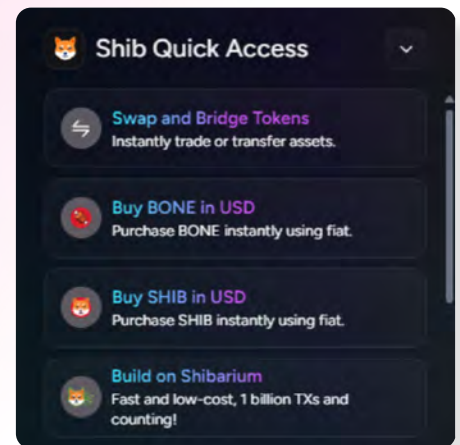 Shib Quick Access
Swap and Bridge Tokens
Instantly trade or transfer assets.
Buy BONE in USD
Purchase BONE instantly using fiat.
Buy SHIB in USD
Purchase SHIB instantly using fiat.
Build on Shibarium
Fast and low-cost, 1 billion TXs and
counting!